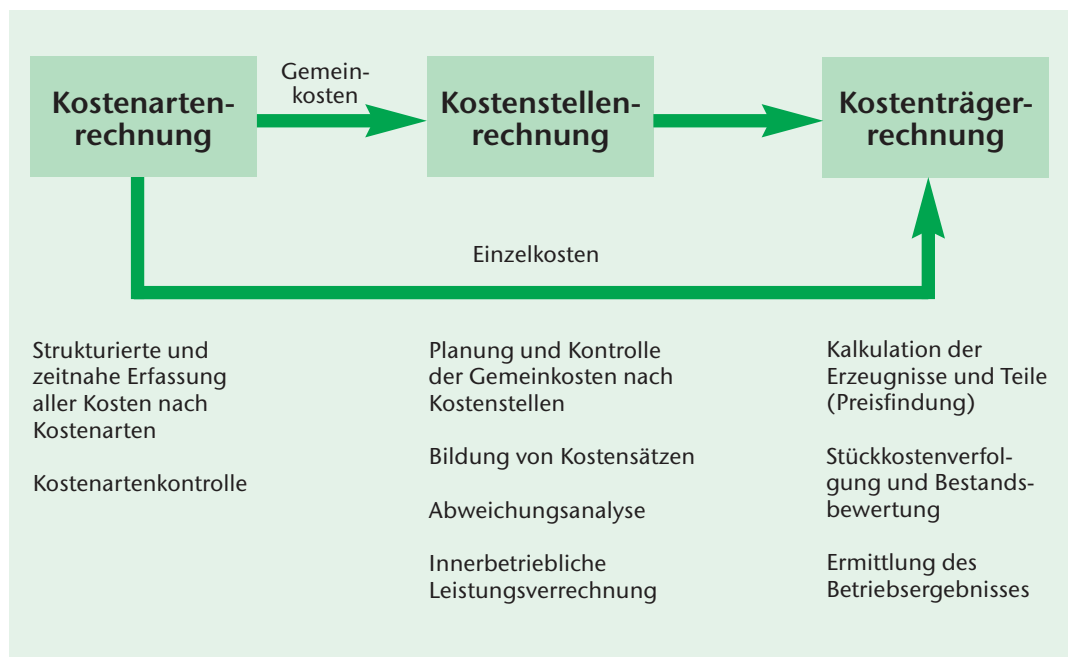 Gemein-
kosten
Kostenarten-
rechnung
Kostenstellen-
rechnung
Kostenträger-
rechnung
Einzelkosten
Strukturierte und
zeitnahe Erfassung
aller Kosten nach
Kostenarten
Kostenartenkontrolle
Planung und Kontrolle
der Gemeinkosten nach
Kostenstellen
Bildung von Kostensätzen
Abweichungsanalyse
Innerbetriebliche
Leistungsverrechnung
Kalkulation der
Erzeugnisse und Teile
(Preisfindung)
Stückkostenverfol-
gung und Bestands-
bewertung
Ermittlung des
Betriebsergebnisses